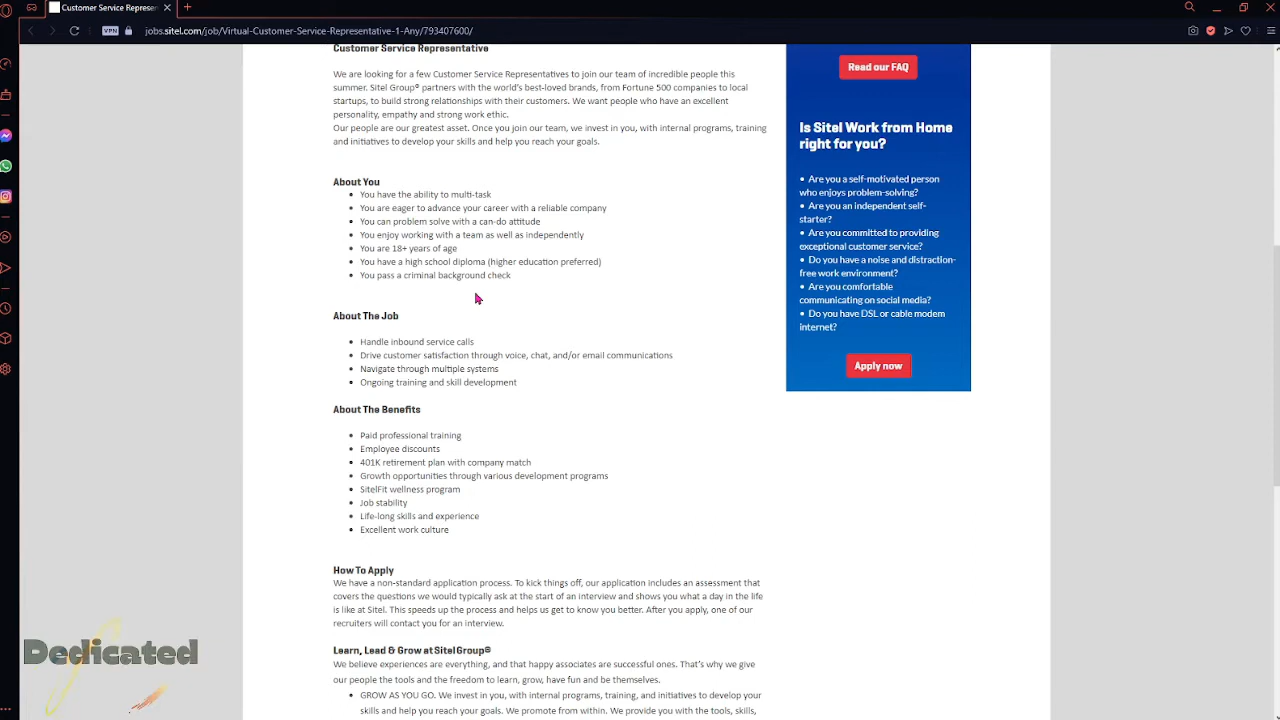 Customer Service Represent
VPN
jobs.sitel.com/job/Virtual-Customer-Service-Representative-1-Any/793407600/
Customer Service Representative
We are looking for a few Customer Service Representatives to join our team of incredible people this
summer. Sitel Group® partners with the world's best-loved brands, from Fortune 500 companies to local
startups, to build strong relationships with their customers. We want people who have an excellent
personality, empathy and strong work ethic.
Our people are our greatest asset. Once you join our team, we invest in you, with internal programs, training
and initiatives to develop your skills and help you reach your goals.
About You
• You have the ability to multi-task
• You are eager to advance your career with a reliable company
• You can problem solve with a can-do attitude
• You enjoy working with a team as well as independently
• You are 18+ years of age
• You have a high school diploma (higher education preferred)
• You pass a criminal background check
About The Job
• Handle inbound service calls
• Drive customer satisfaction through voice, chat, and/or email communications
• Navigate through multiple systems
• Ongoing training and skill development
About The Benefits
• Paid professional training
• Employee discounts
• 401K retirement plan with company match
• Growth opportunities through various development programs
• SitelFit wellness program
• Job stability
• Life-long skills and experience
• Excellent work culture
How To Apply
We have a non-standard application process. To kick things off, our application includes an assessment that
covers the questions we would typically ask at the start of an interview and shows you what a day in the life
is like at Sitel. This speeds up the process and helps us get to know you better. After you apply, one of our
recruiters will contact you for an interview.
Learn, Lead & Grow at Sitel Group®
We believe experiences are everything, and that happy associates are successful ones. That's why we give
our people the tools and the freedom to learn, grow, have fun and be themselves.
• GROW AS YOU GO. We invest in you, with internal programs, training, and initiatives to develop your
skills and help you reach your goals. We promote from within. We provide you with the tools, skills,
Read our FAQ
Is Sitel Work from Home
right for you?
• Are you a self-motivated person
who enjoys problem-solving?
• Are you an independent self-
starter?
• Are you committed to providing
exceptional customer service?
• Do you have a noise and distraction-
free work environment?
• Are you comfortable
communicating on social media?
• Do you have DSL or cable modem
internet?
Apply now
Dedicated